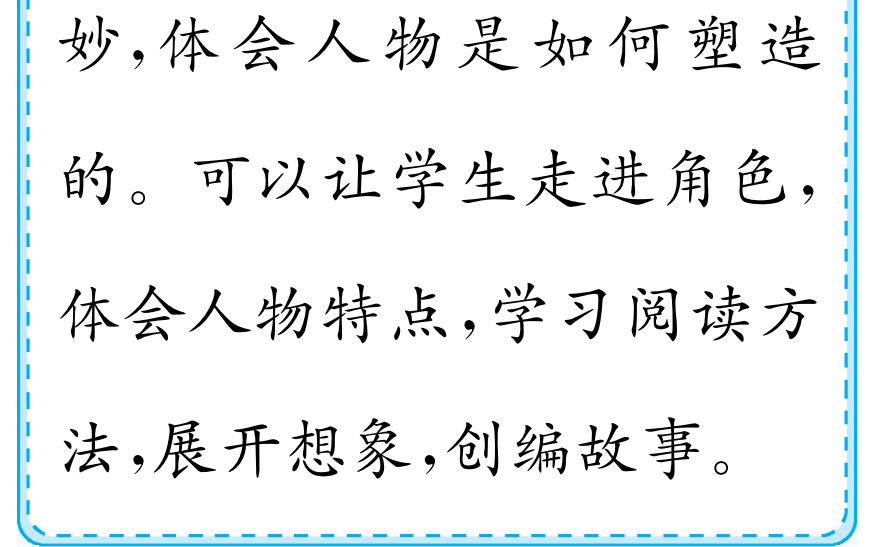 妙,体会人物是如何塑造
的。可以让学生走进角色,
体会人物特点,学习阅读方
法,展开想象,创编故事。